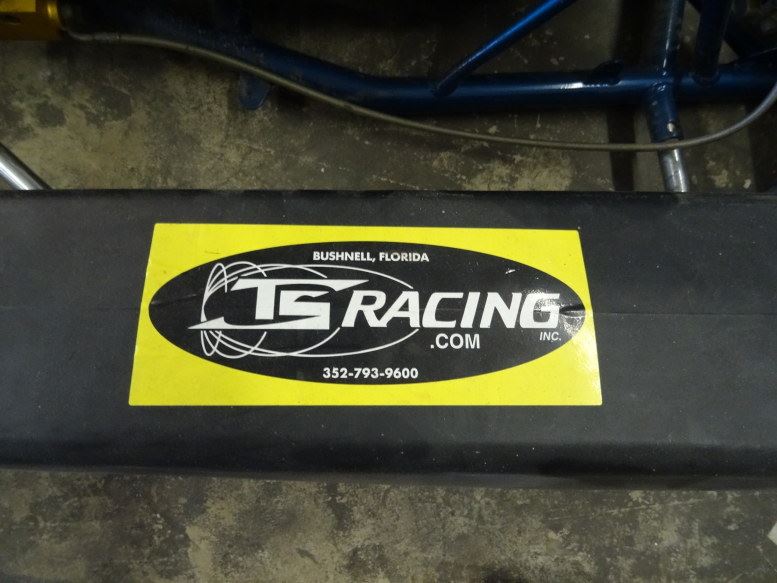 BUSHNELL, FLORIDA
TS RACING
.COM INC.
352-793-9600